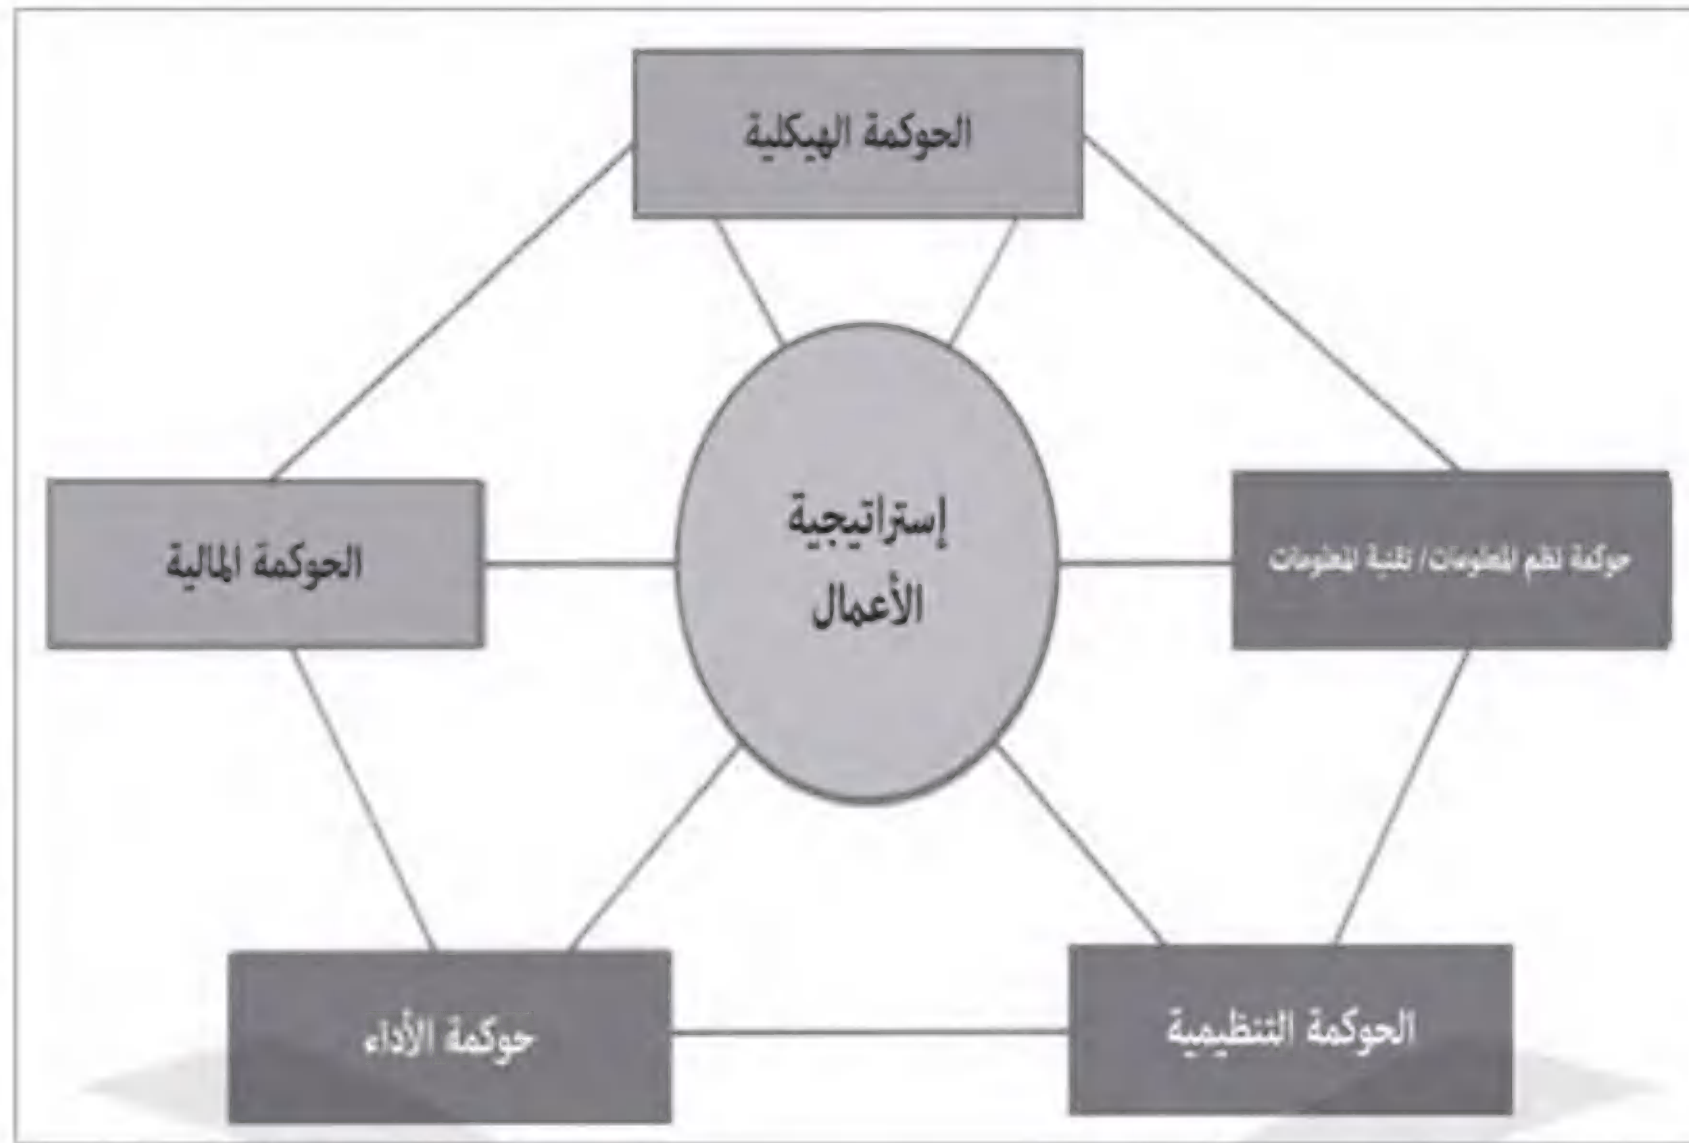 الحوكمة الهيكلية
حوكمة نظم المعلومات/ تقنية المعلومات
إستراتيجية
الأعمال
الحوكمة المالية
الحوكمة التنظيمية
حوكمة الأداء